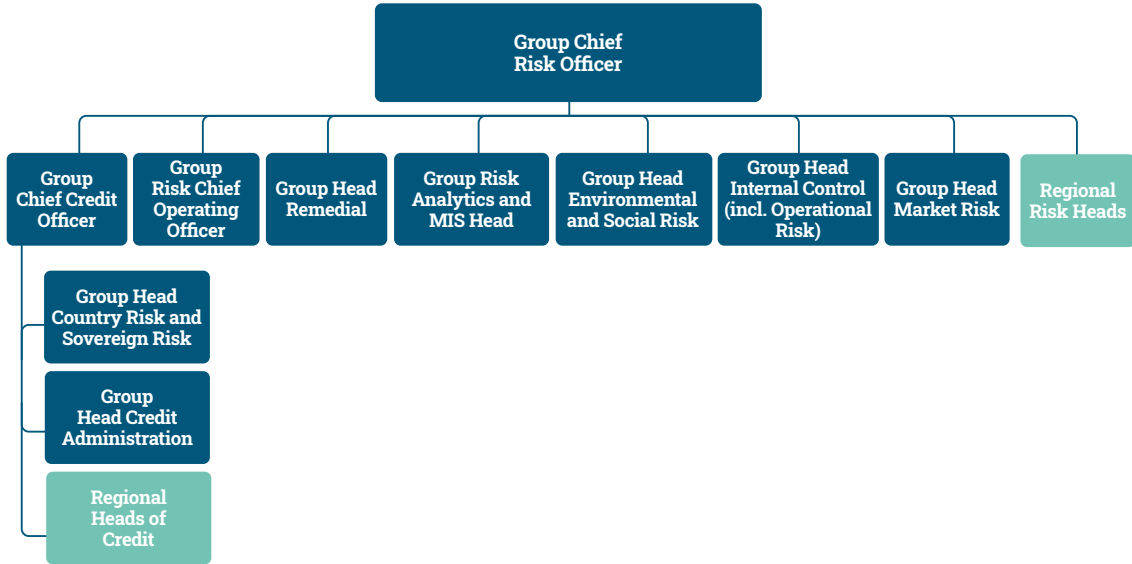 Group Chief
Risk Officer
Group
Chief Credit
Officer
Group
Risk Chief
Operating
Officer
Group Head
Remedial
Group Risk
Analytics and
MIS Head
Group Head
Environmental
and Social Risk
Group Head
Internal Control
(incl. Operational
Risk)
Group Head
Market Risk
Regional
Risk Heads
Group Head
Country Risk and
Sovereign Risk
Group
Head Credit
Administration
Regional
Heads of
Credit